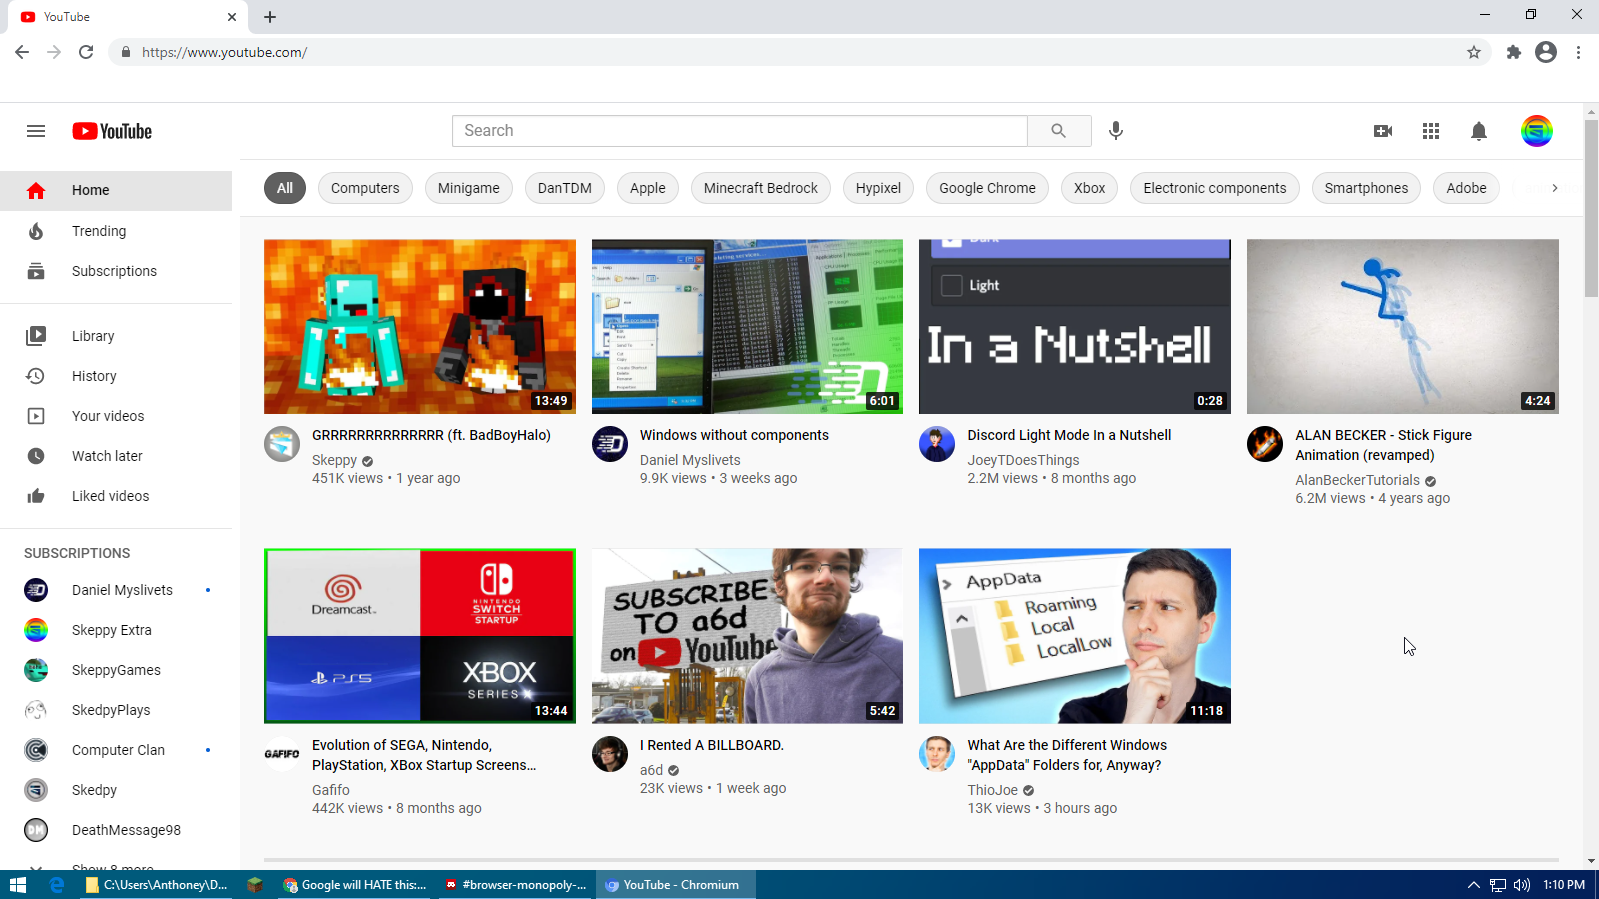 YouTube
https://www.youtube.com/
YouTube
Search
Home
Trending
Subscriptions
Library
History
Your videos
Watch later
Liked videos
SUBSCRIPTIONS
Daniel Myslivets
Skeppy Extra
SkeppyGames
SkedpyPlays
Computer Clan
Skedpy
DeathMessage98
Show 8 more
All Computers Minigame DanTDM Apple Minecraft Bedrock Hypixel Google Chrome Xbox Electronic components Smartphones Adobe
13:49
GRRRRRRRRRRRRRR (ft. BadBoyHalo)
Skeppy
451K views • 1 year ago
6:01
Windows without components
Daniel Myslivets
9.9K views • 3 weeks ago
Dark
Light
In a Nutshell
0:28
Discord Light Mode In a Nutshell
JoeyTDoesThings
2.2M views • 8 months ago
4:24
ALAN BECKER - Stick Figure
Animation (revamped)
AlanBeckerTutorials
6.2M views • 4 years ago
Dreamcast
NINTENDO
SWITCH
STARTUP
PS5
XBOX
SERIES X
13:44
GAFIFO
Evolution of SEGA, Nintendo,
PlayStation, XBox Startup Screens…
Gafifo
442K views • 8 months ago
SUBSCRIBE
TO a6d
on YouTube
5:42
I Rented A BILLBOARD.
a6d
23K views • 1 week ago
AppData
Roaming
Local
LocalLow
11:18
What Are the Different Windows
"AppData" Folders for, Anyway?
ThioJoe
13K views • 3 hours ago
C:\Users\Anthoney\D...
Google will HATE this:...
#browser-monopoly-...
YouTube - Chromium
1:10 PM